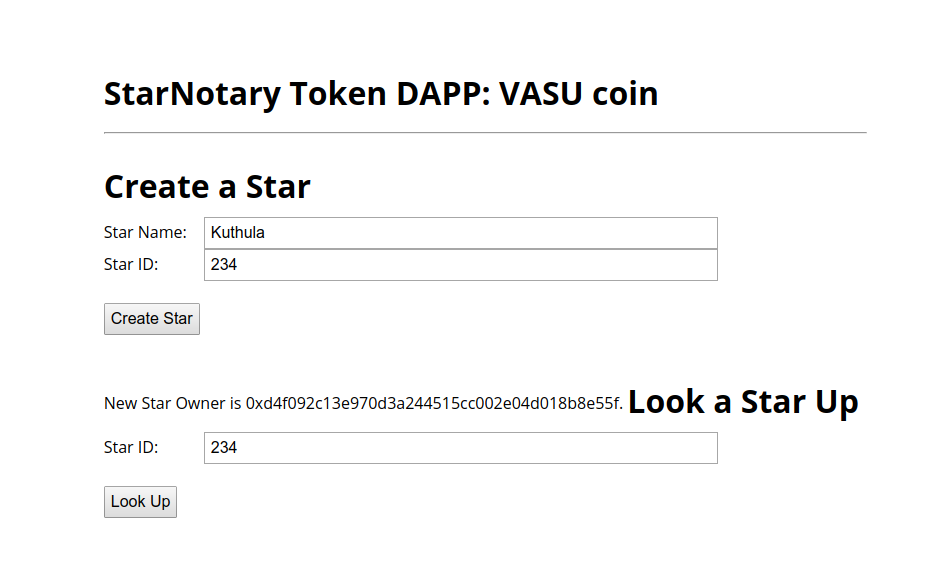 StarNotary Token DAPP: VASU coin
Create a Star
Star Name: Kuthula
Star ID: 234
Create Star
New Star Owner is 0xd4f092c13e970d3a244515cc002e04d018b8e55f. Look a Star Up
Star ID: 234
Look Up